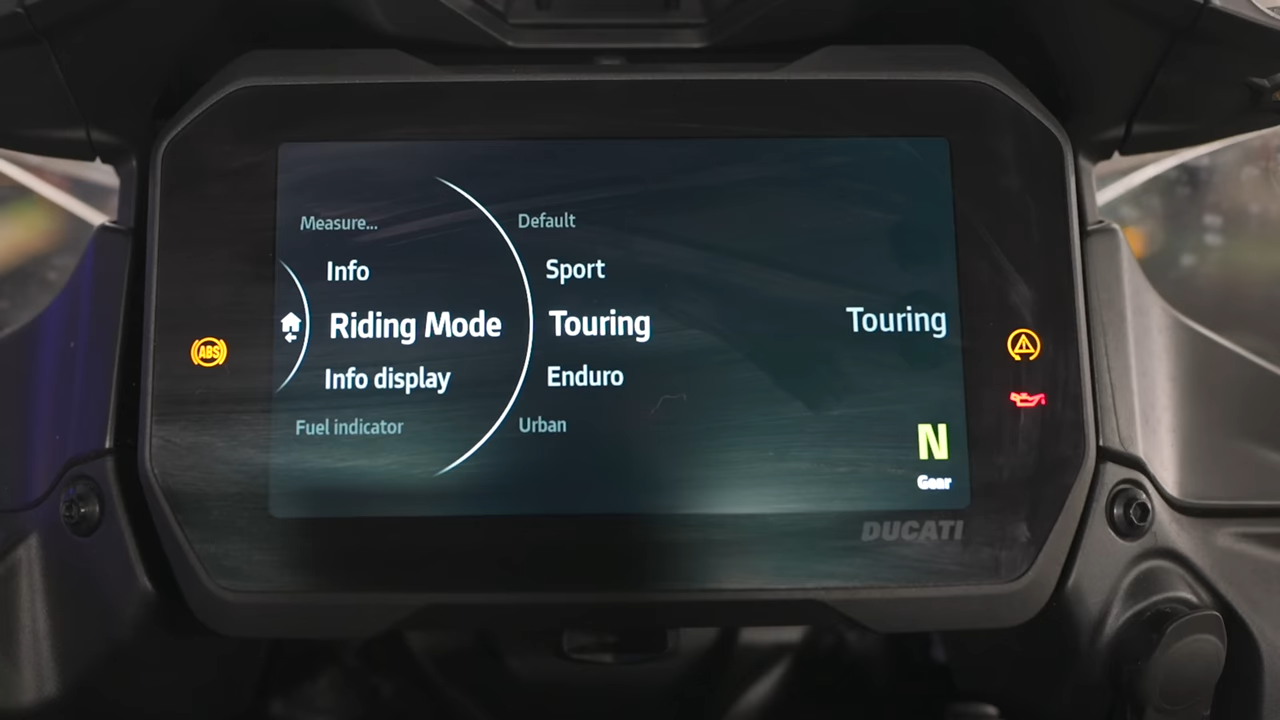 Measure...
Info
Riding Mode
Info display
Fuel indicator
Default
Sport
Touring
Enduro
Urban
Touring
N
Gear
ABS
DUCATI